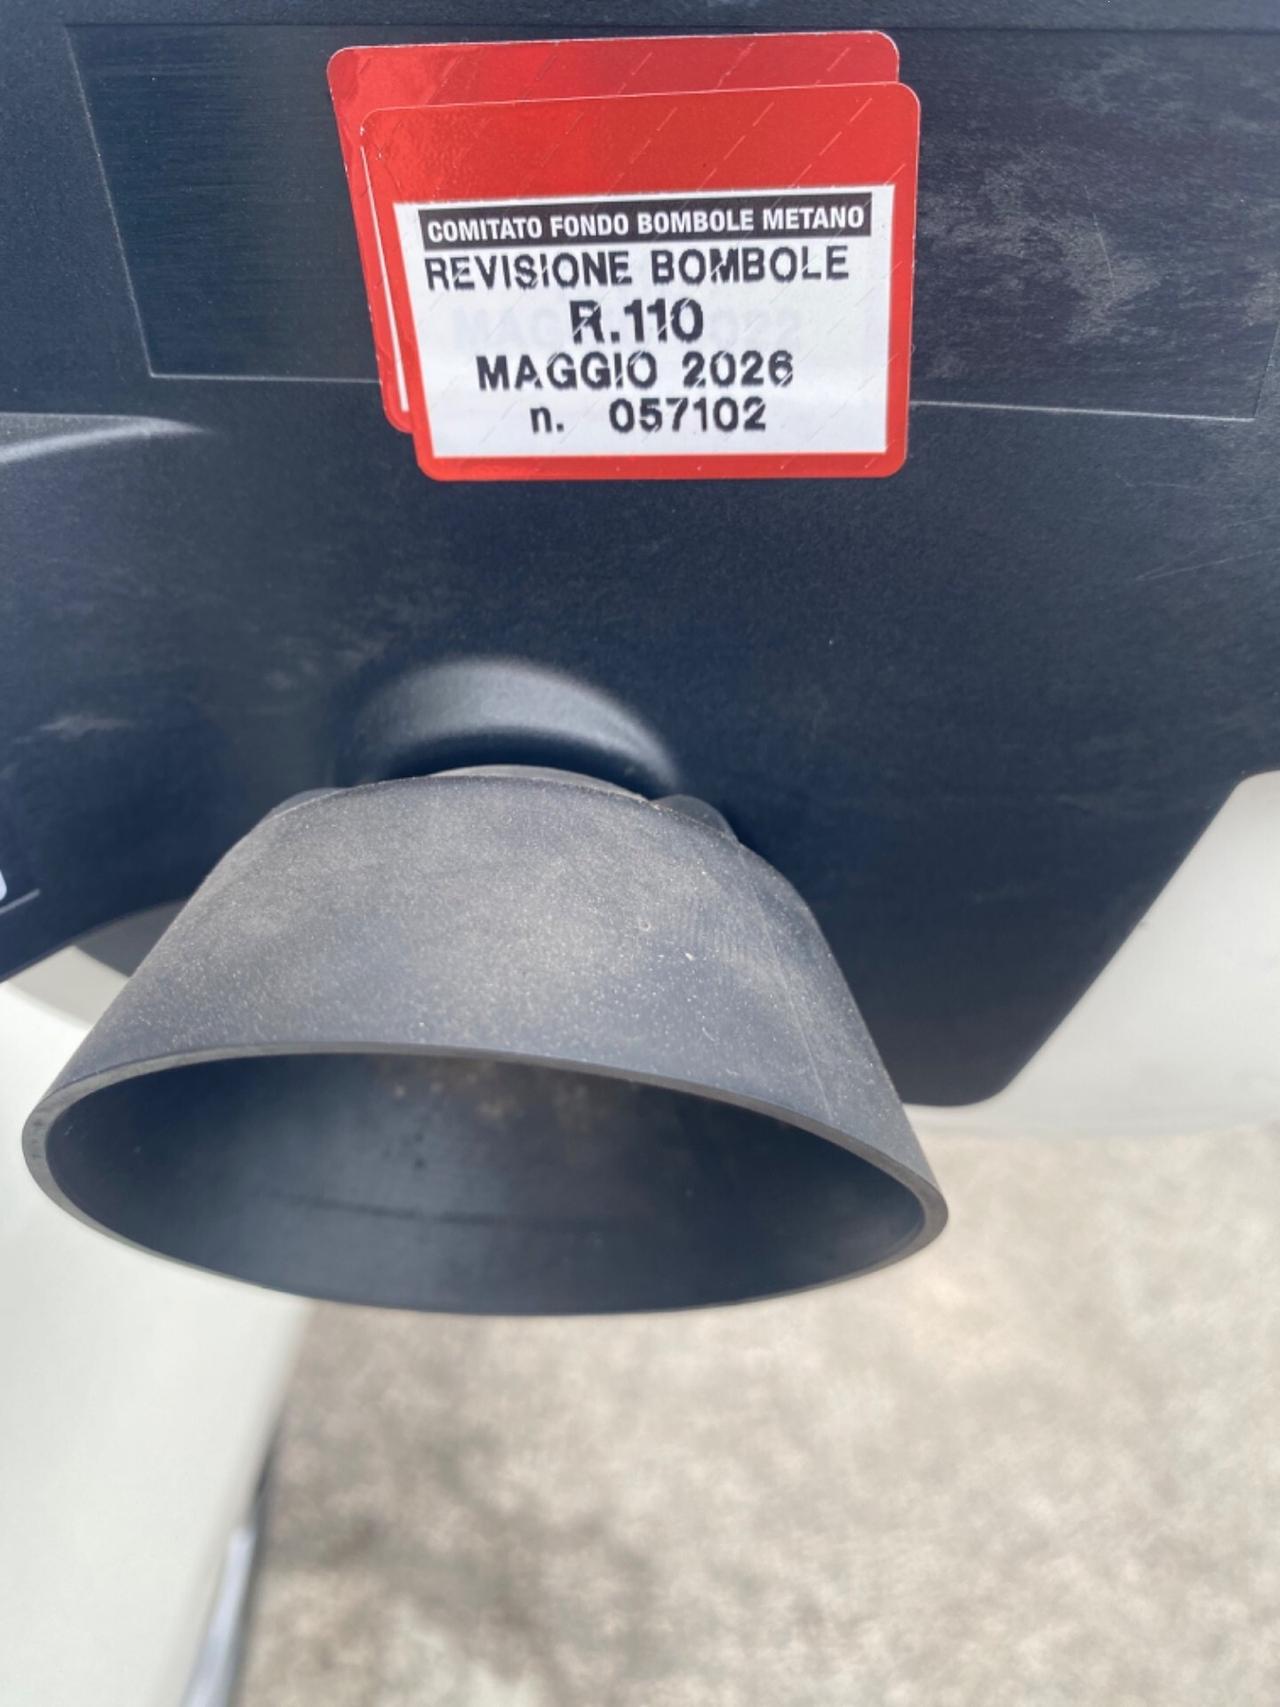 COMITATO FONDO BOMBOLE METANO
REVISIONE BOMBOLE
R.110
MAGGIO 2026
n. 057102